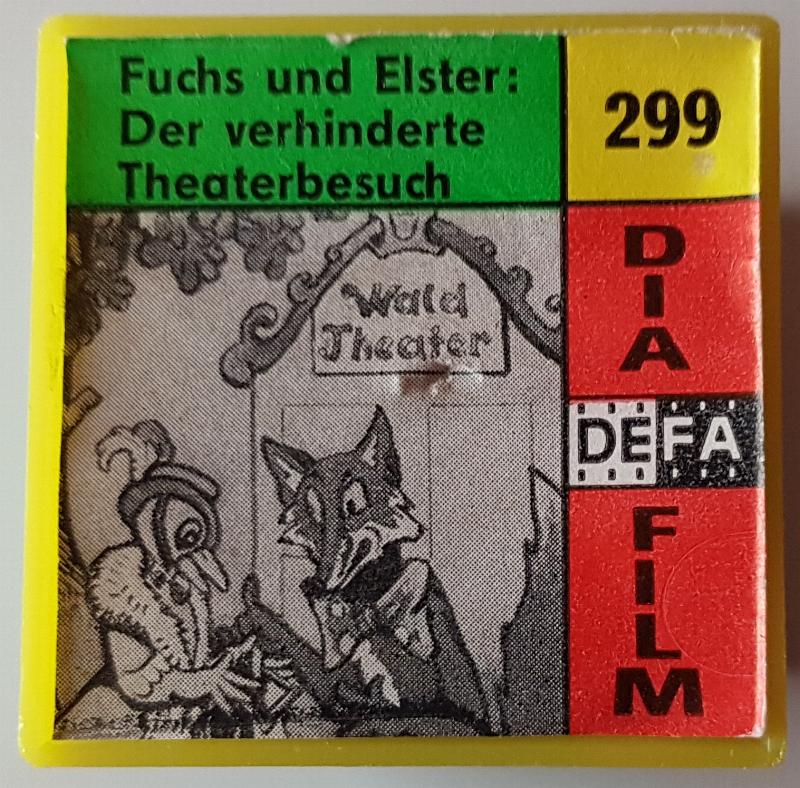 Fuchs und Elster:
Der verhinderte
Theaterbesuch
299
Wald
Theater
DIA
DEFA
FILM